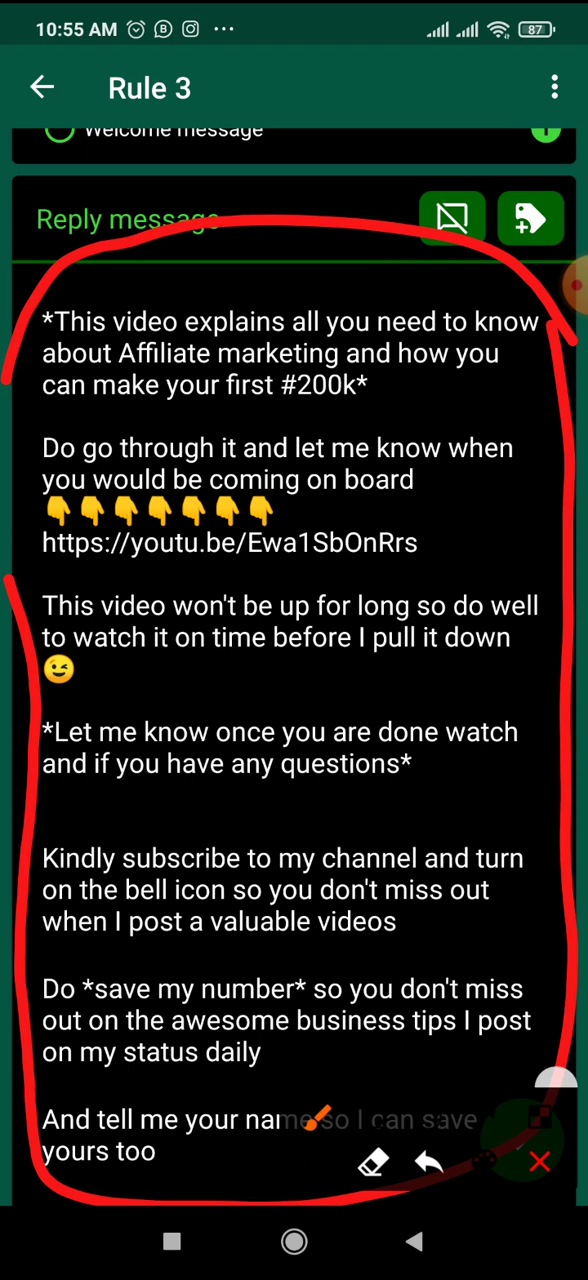 10:55 AM
87
Rule 3
Welcome message
Reply message
*This video explains all you need to know
about Affiliate marketing and how you
can make your first #200k*
Do go through it and let me know when
you would be coming on board
👇👇👇👇👇👇👇
https://youtu.be/Ewa1SbOnRrs
This video won't be up for long so do well
to watch it on time before I pull it down
😉
*Let me know once you are done watch
and if you have any questions*
Kindly subscribe to my channel and turn
on the bell icon so you don't miss out
when I post a valuable videos
Do *save my number* so you don't miss
out on the awesome business tips I post
on my status daily
And tell me your name so I can save
yours too